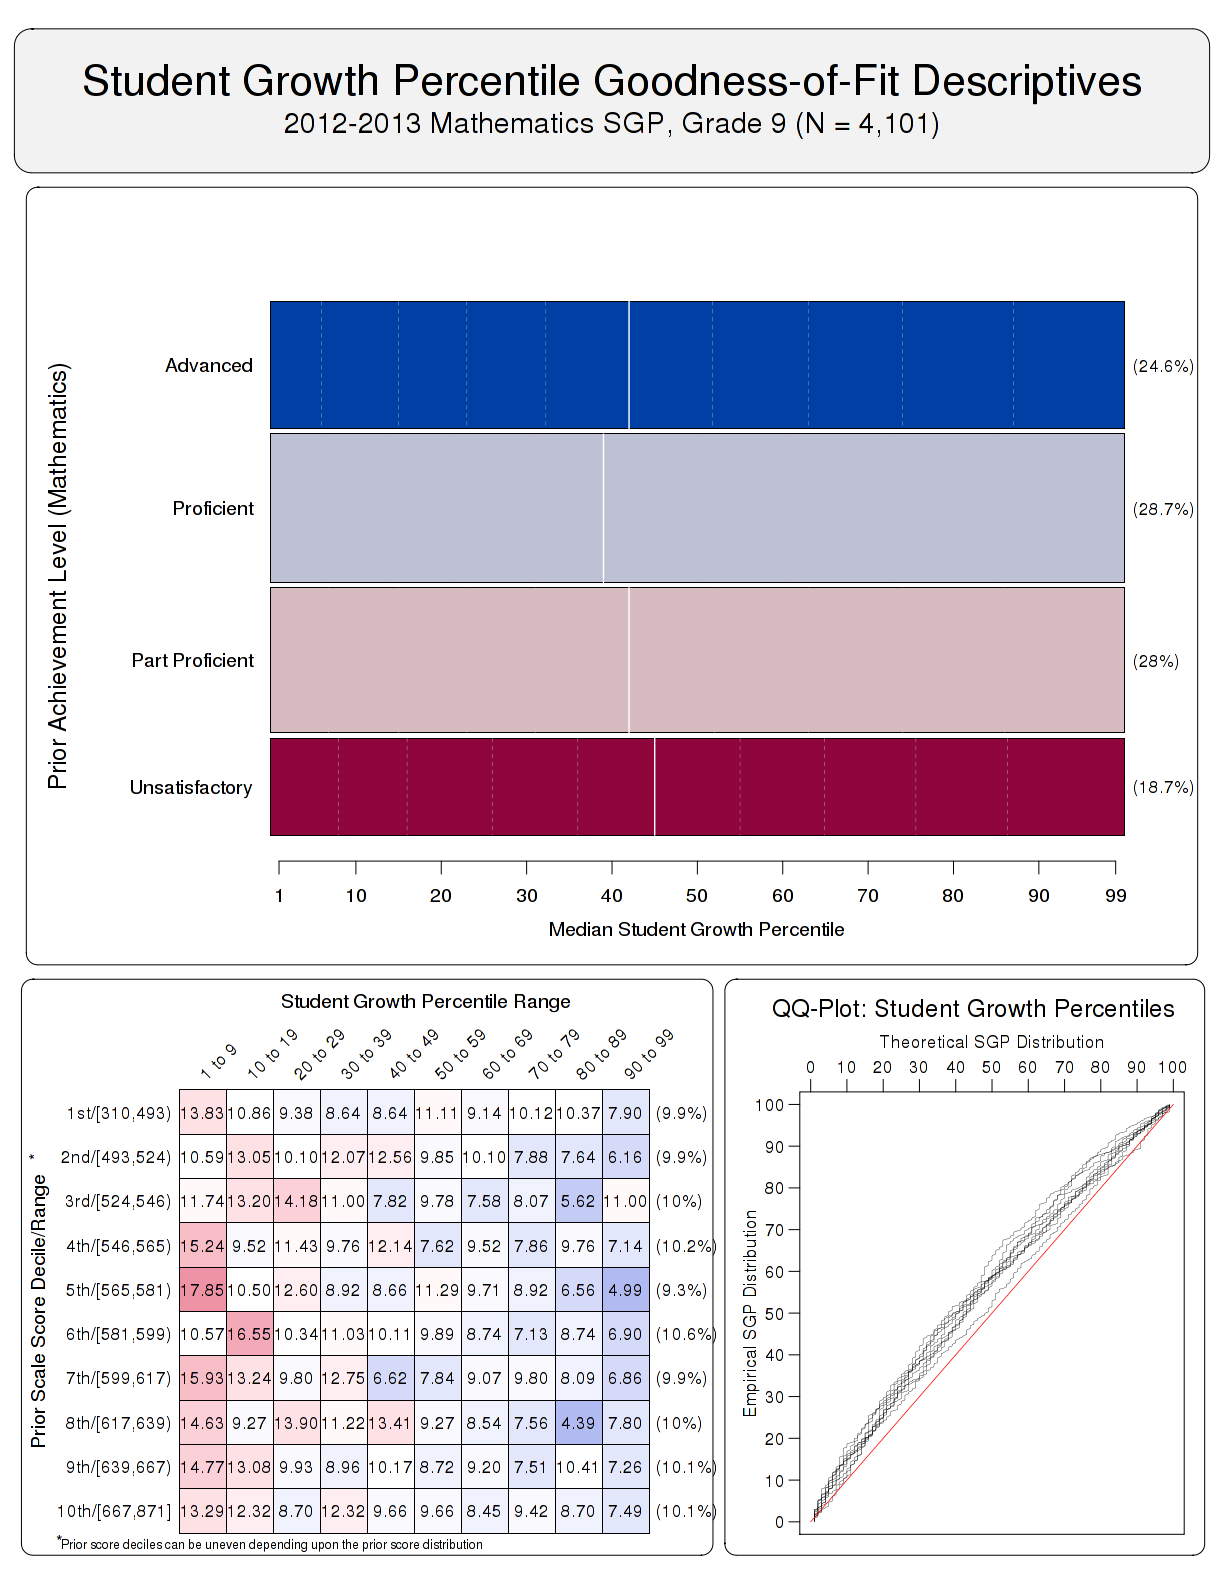 Student Growth Percentile Goodness-of-Fit Descriptives
2012-2013 Mathematics SGP, Grade 9 (N = 4,101)
Prior Achievement Level (Mathematics)
Advanced (24.6%)
Proficient (28.7%)
Part Proficient (28%)
Unsatisfactory (18.7%)
1 10 20 30 40 50 60 70 80 90 99
Median Student Growth Percentile
Student Growth Percentile Range
1 to 9 10 to 19 20 to 29 30 to 39 40 to 49 50 to 59 60 to 69 70 to 79 80 to 89 90 to 99
Prior Scale Score Decile/Range *
1st/[310,493) 13.83 10.86 9.38 8.64 8.64 11.11 9.14 10.12 10.37 7.90 (9.9%)
2nd/[493,524) 10.59 13.05 10.10 12.07 12.56 9.85 10.10 7.88 7.64 6.16 (9.9%)
3rd/[524,546) 11.74 13.20 14.18 11.00 7.82 9.78 7.58 8.07 5.62 11.00 (10%)
4th/[546,565) 15.24 9.52 11.43 9.76 12.14 7.62 9.52 7.86 9.76 7.14 (10.2%)
5th/[565,581) 17.85 10.50 12.60 8.92 8.66 11.29 9.71 8.92 6.56 4.99 (9.3%)
6th/[581,599) 10.57 16.55 10.34 11.03 10.11 9.89 8.74 7.13 8.74 6.90 (10.6%)
7th/[599,617) 15.93 13.24 9.80 12.75 6.62 7.84 9.07 9.80 8.09 6.86 (9.9%)
8th/[617,639) 14.63 9.27 13.90 11.22 13.41 9.27 8.54 7.56 4.39 7.80 (10%)
9th/[639,667) 14.77 13.08 9.93 8.96 10.17 8.72 9.20 7.51 10.41 7.26 (10.1%)
10th/[667,871] 13.29 12.32 8.70 12.32 9.66 9.66 8.45 9.42 8.70 7.49 (10.1%)
*Prior score deciles can be uneven depending upon the prior score distribution
QQ-Plot: Student Growth Percentiles
Theoretical SGP Distribution
0 10 20 30 40 50 60 70 80 90 100
Empirical SGP Distribution
100
90
80
70
60
50
40
30
20
10
0